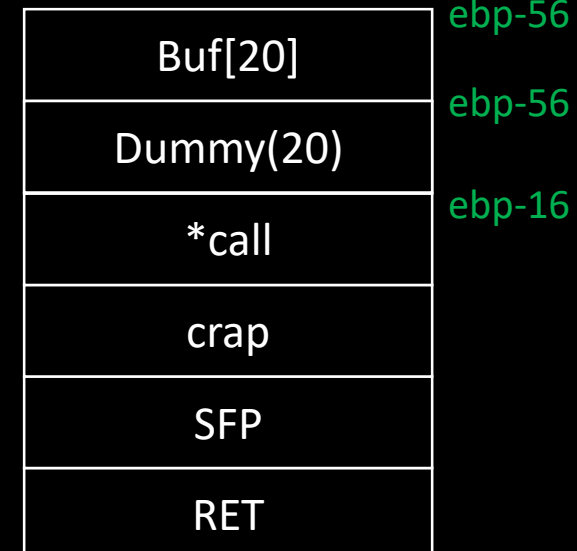 ebp-56
Buf[20]
ebp-56
Dummy(20)
ebp-16
*call
crap
SFP
RET